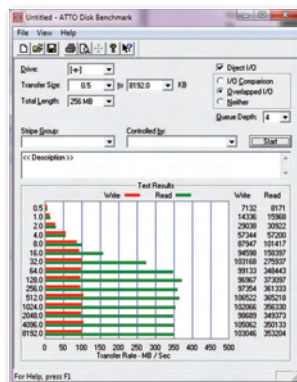 Untitled - ATTO Disk Benchmark
File View Help
Drive: [-e-] Direct I/O
Transfer Size: 0.5 to 8192.0 KB I/O Comparison
Total Length: 256 MB Overlapped I/O
Neither
Queue Depth: 4
Stripe Group: Controlled by: Start
<< Description >>
Test Results
Write Read Write Read
0.5 7132 8171
1.0 14336 15968
2.0 29038 30922
4.0 57344 57200
8.0 87947 101417
16.0 94598 158397
32.0 103168 275937
64.0 99133 348443
128.0 96967 373097
256.0 97354 361333
512.0 106522 365218
1024.0 102066 356330
2048.0 98689 349373
4096.0 105062 350133
8192.0 103046 353204
0 50 100 150 200 250 300 350 400 450 500
Transfer Rate - MB / Sec
For Help, press F1